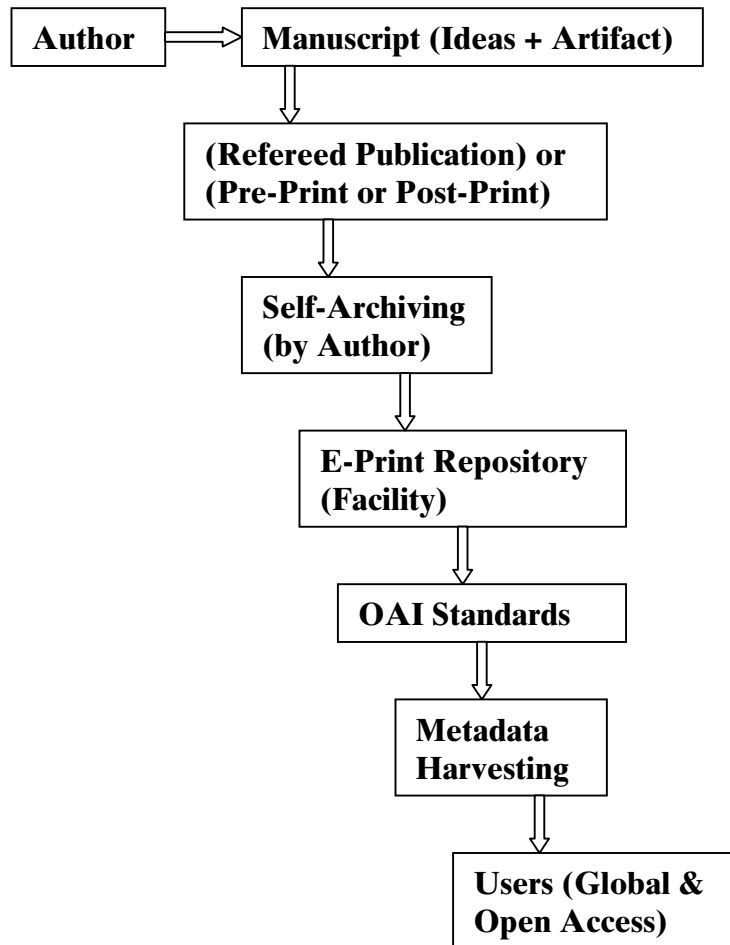 Author
Manuscript (Ideas + Artifact)
(Refereed Publication) or
(Pre-Print or Post-Print)
Self-Archiving
(by Author)
E-Print Repository
(Facility)
OAI Standards
Metadata
Harvesting
Users (Global &
Open Access)